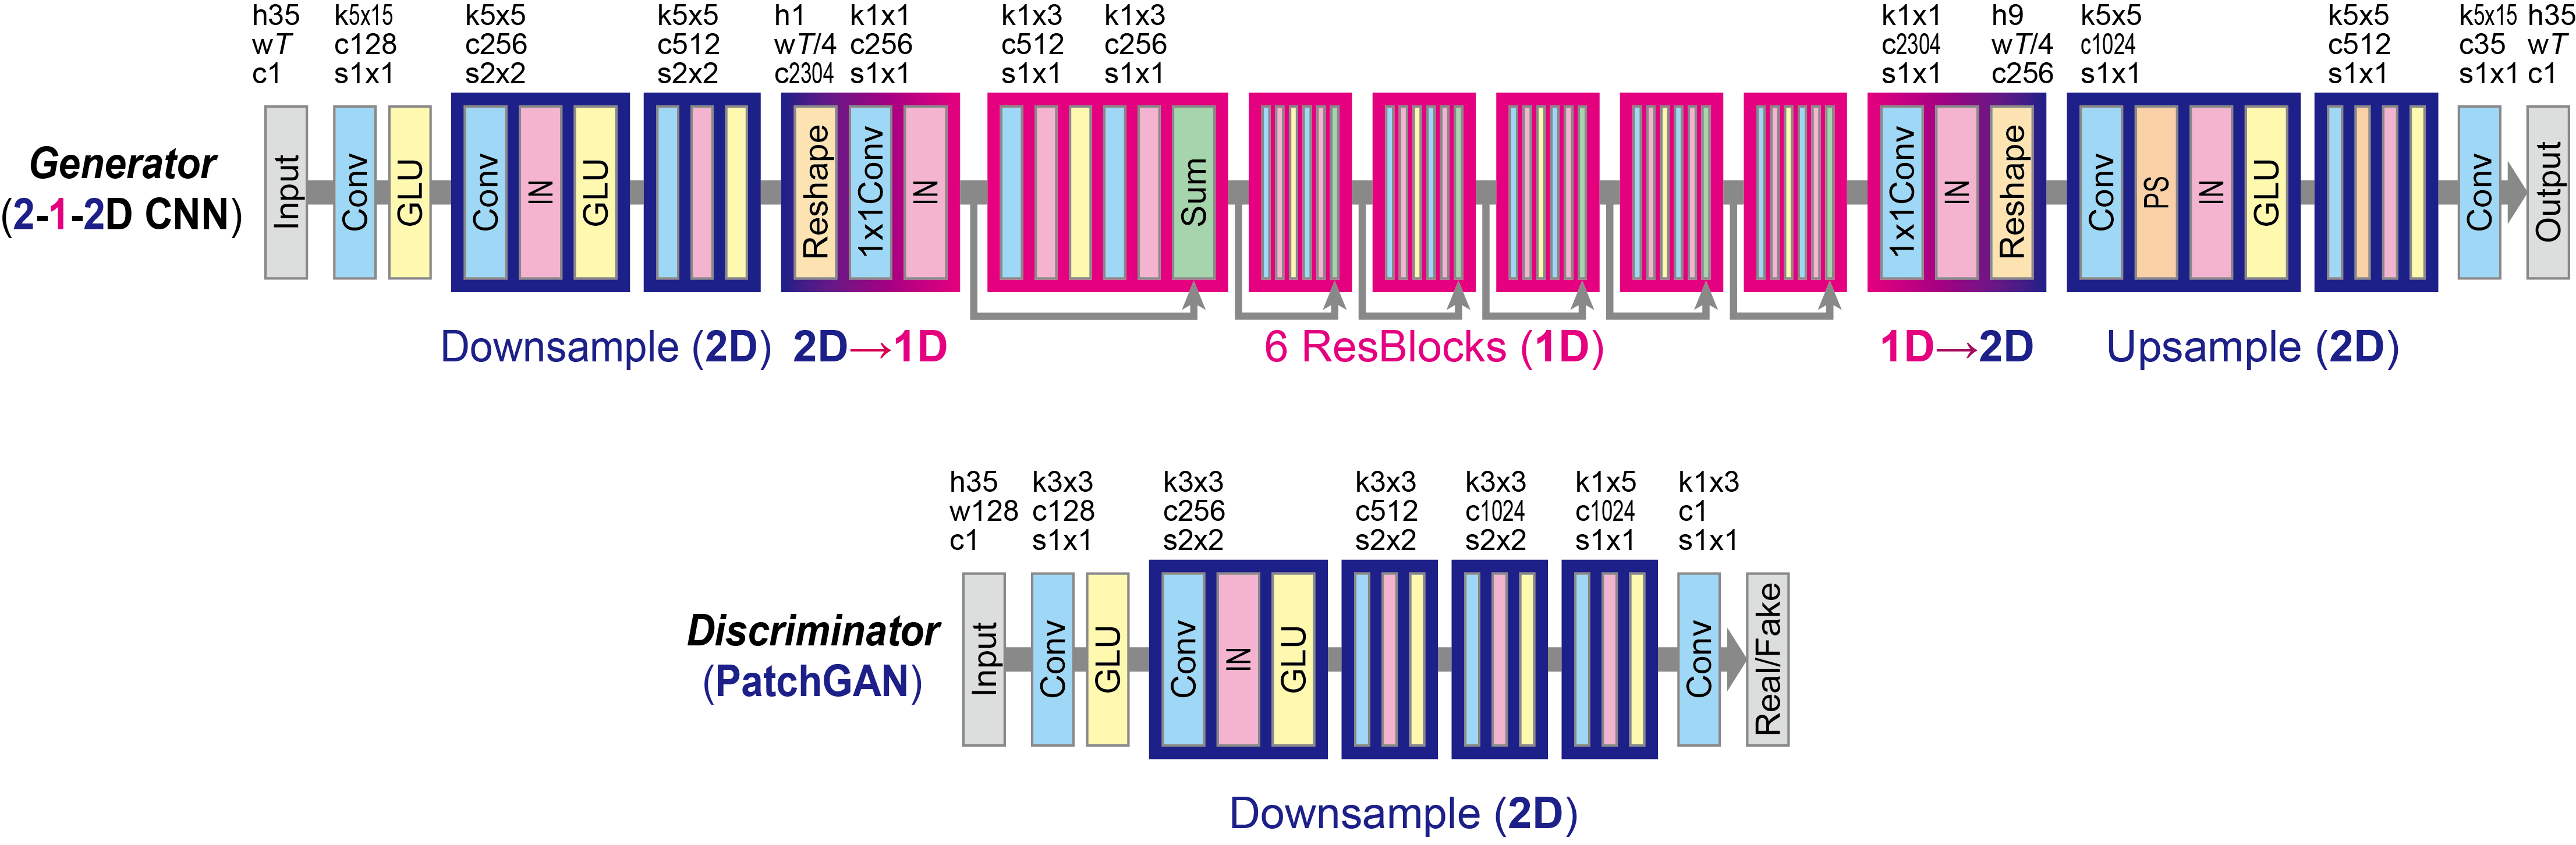 h35
wT
c1
k5x15
c128
s1x1
k5x5
c256
s2x2
k5x5
c512
s2x2
h1
wT/4
c2304
k1x1
c256
s1x1
k1x3
c512
s1x1
k1x3
c256
s1x1
k1x1
c2304
s1x1
h9
wT/4
c256
k5x5
c1024
s1x1
k5x5
c512
s1x1
k5x15
c35
s1x1
h35
wT
c1
Generator
(2-1-2D CNN)
Input
Conv
GLU
Conv
IN
GLU
Reshape
1x1Conv
IN
Sum
1x1Conv
IN
Reshape
Conv
PS
IN
GLU
Conv
Output
Downsample (2D)
2D→1D
6 ResBlocks (1D)
1D→2D
Upsample (2D)
h35
w128
c1
k3x3
c128
s1x1
k3x3
c256
s2x2
k3x3
c512
s2x2
k3x3
c1024
s2x2
k1x5
c1024
s1x1
k1x3
c1
s1x1
Discriminator
(PatchGAN)
Input
Conv
GLU
Conv
IN
GLU
Conv
Real/Fake
Downsample (2D)